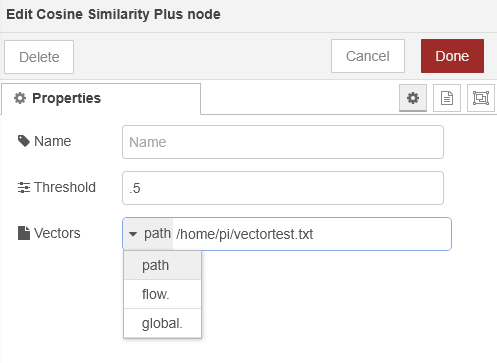 Edit Cosine Similarity Plus node
Delete
Cancel
Done
Properties
Name
Name
Threshold
.5
Vectors
path /home/pi/vectortest.txt
path
flow.
global.